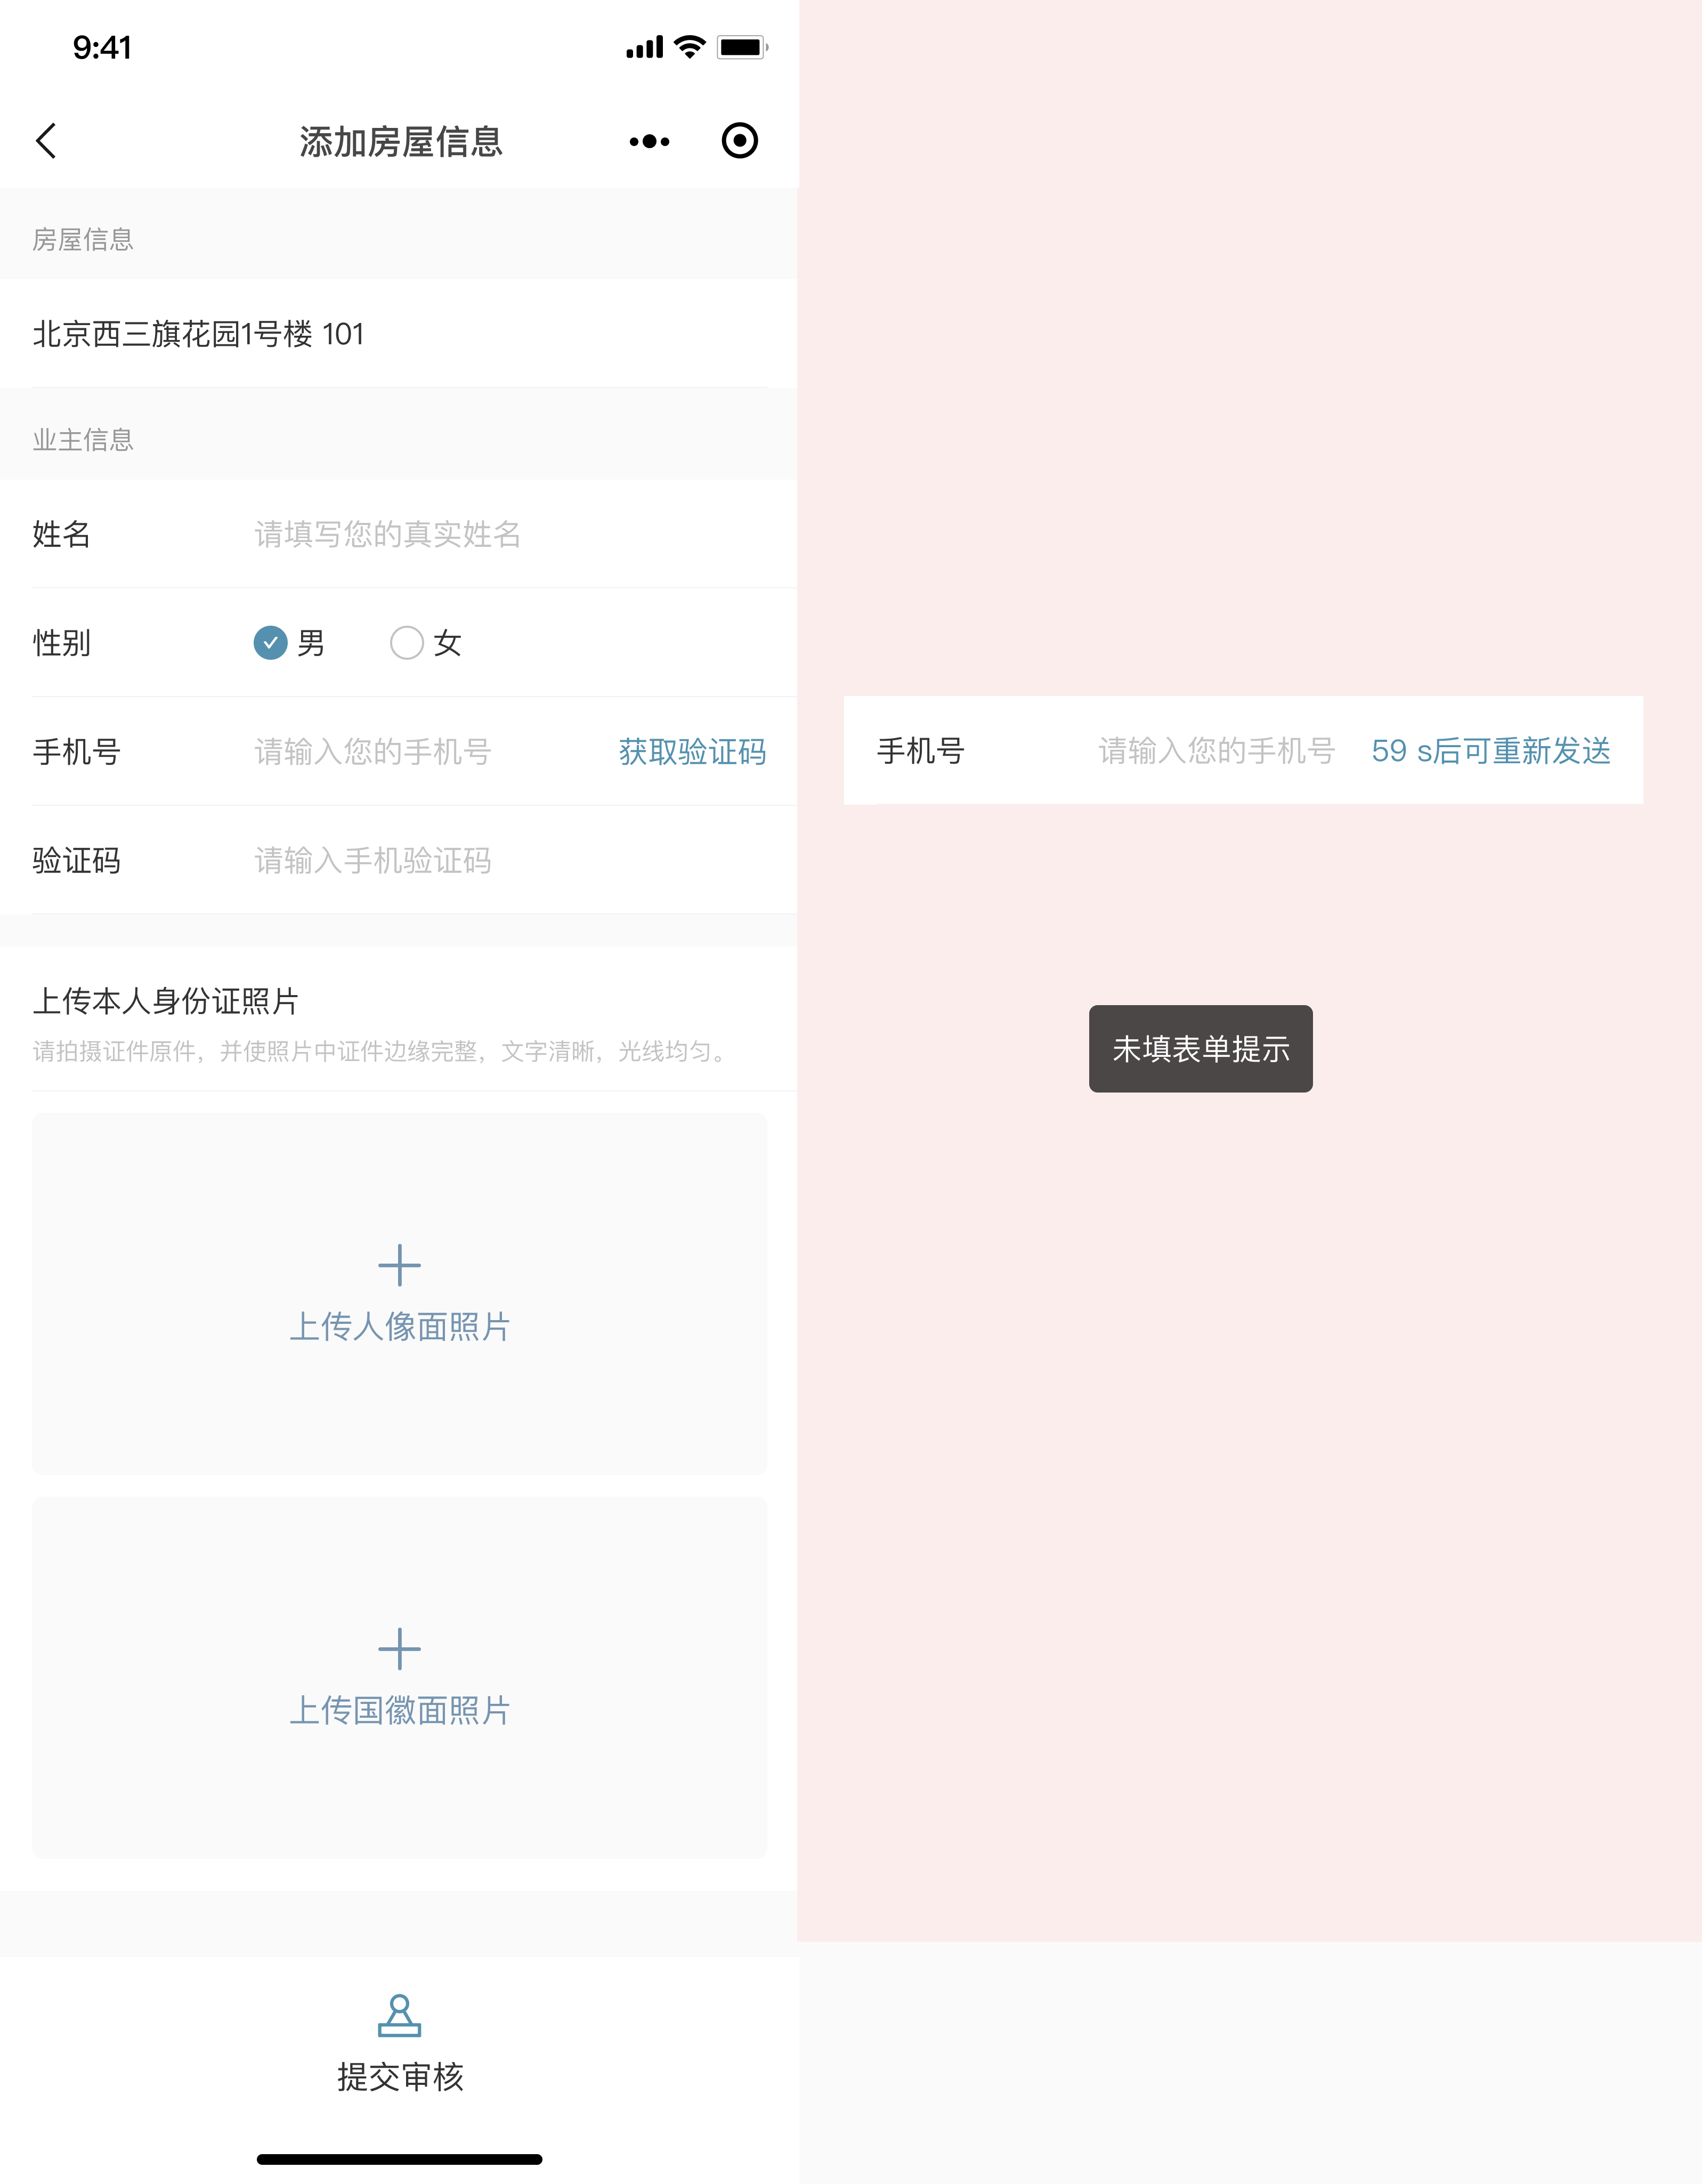 9:41
添加房屋信息
房屋信息
北京西三旗花园1号楼 101
业主信息
姓名 请填写您的真实姓名
性别 男 女
手机号 请输入您的手机号 获取验证码
手机号 请输入您的手机号 59 s后可重新发送
验证码 请输入手机验证码
上传本人身份证照片
请拍摄证件原件，并使照片中证件边缘完整，文字清晰，光线均匀。
未填表单提示
上传人像面照片
上传国徽面照片
提交审核